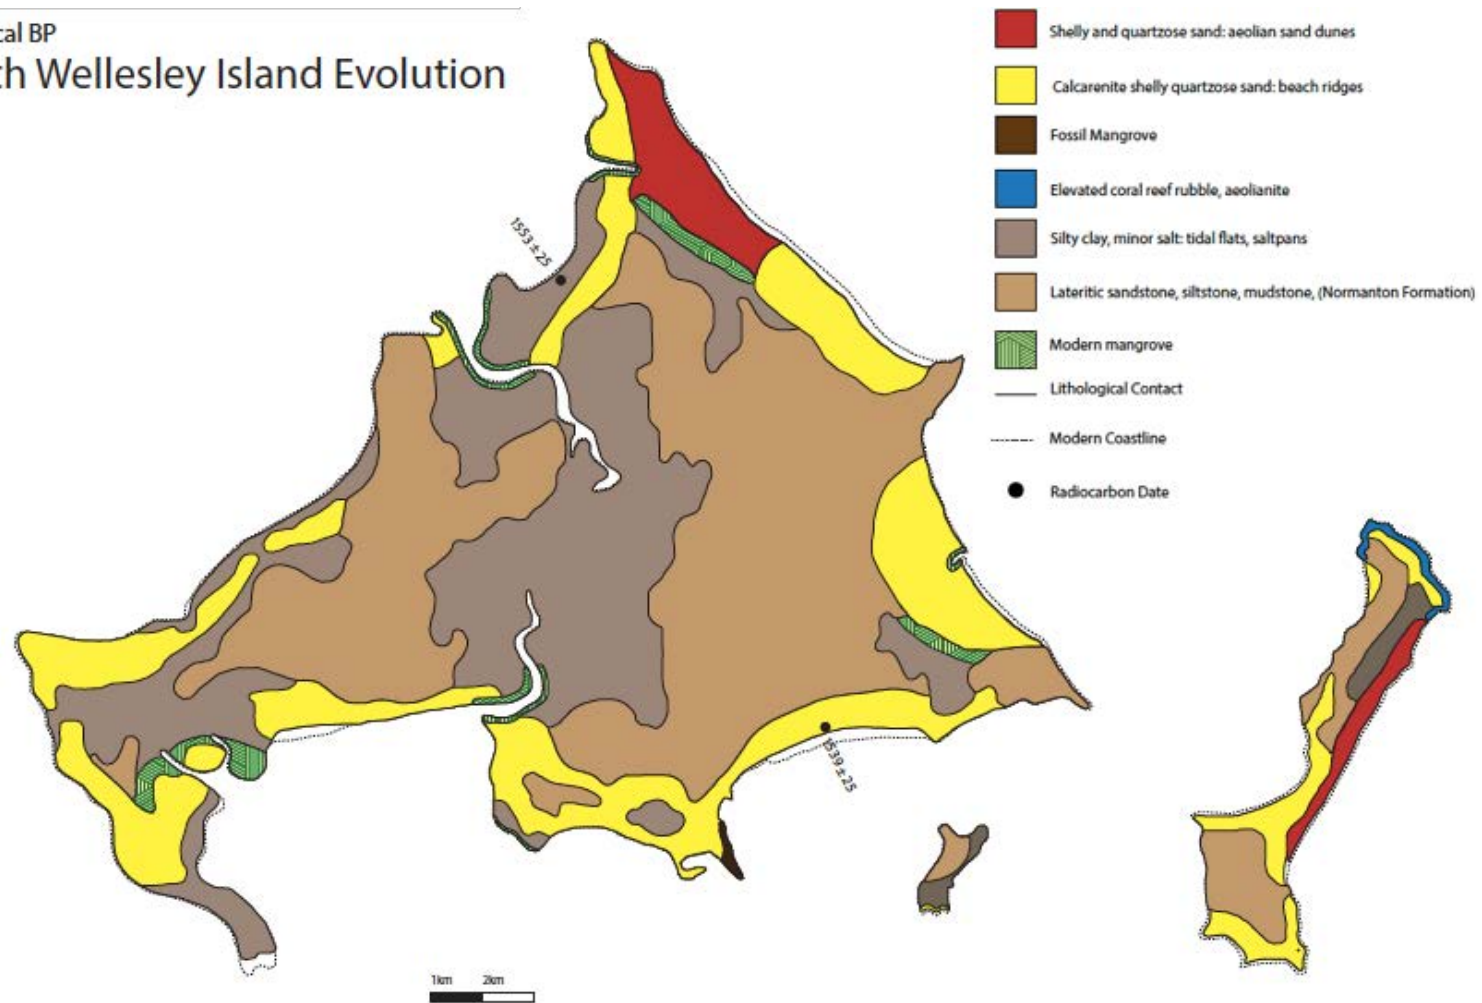 cal BP
th Wellesley Island Evolution
Shelly and quartzose sand: aeolian sand dunes
Calcarenite shelly quartzose sand: beach ridges
Fossil Mangrove
Elevated coral reef rubble, aeolianite
Silty clay, minor salt: tidal flats, saltpans
Lateritic sandstone, siltstone, mudstone, (Normanton Formation)
Modern mangrove
Lithological Contact
Modern Coastline
Radiocarbon Date
1553 ± 25
1539 ± 25
1km 2km